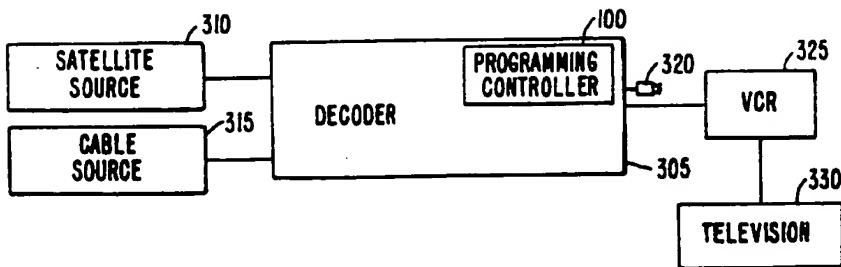 310
SATELLITE
SOURCE
315
CABLE
SOURCE
DECODER
100
PROGRAMMING
CONTROLLER
320
305
325
VCR
330
TELEVISION